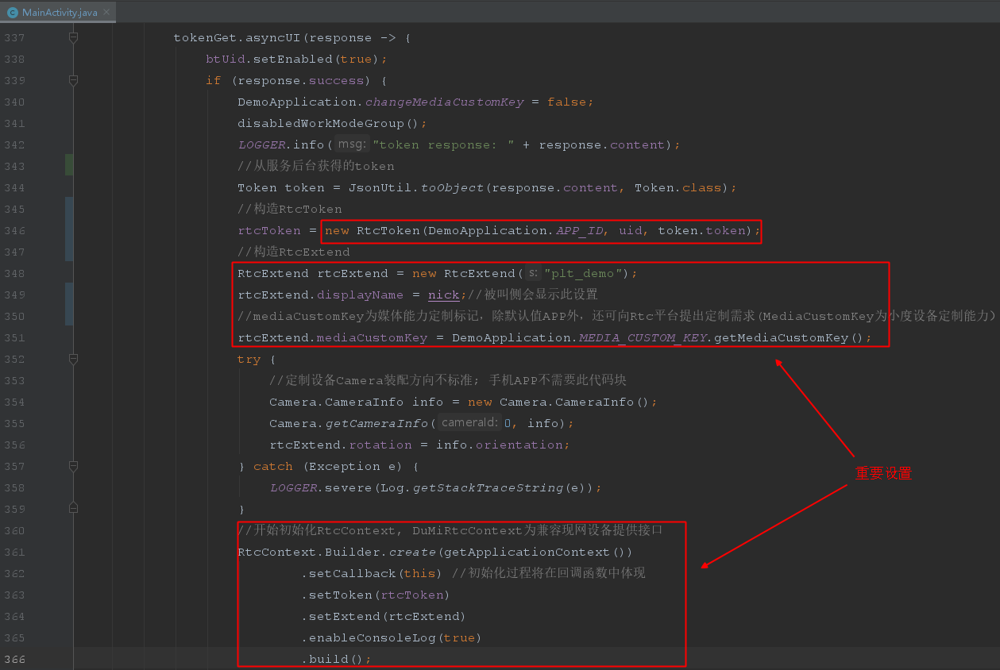 MainActivity.java
337 tokenGet.asyncUI(response -> {
338 btUid.setEnabled(true);
339 if (response.success) {
340 DemoApplication.changeMediaCustomKey = false;
341 disabledWorkModeGroup();
342 LOGGER.info( msg: "token response: " + response.content);
343 //从服务后台获得的token
344 Token token = JsonUtil.toObject(response.content, Token.class);
345 //构造RtcToken
346 rtcToken = new RtcToken(DemoApplication.APP_ID, uid, token.token);
347 //构造RtcExtend
348 RtcExtend rtcExtend = new RtcExtend( s: "plt_demo");
349 rtcExtend.displayName = nick;//被叫侧会显示此设置
350 //mediaCustomKey为媒体能力定制标记，除默认值APP外，还可向Rtc平台提出定制需求(MediaCustomKey为小度设备定制能力)
351 rtcExtend.mediaCustomKey = DemoApplication.MEDIA_CUSTOM_KEY.getMediaCustomKey();
352 try {
353 //定制设备Camera装配方向不标准；手机APP不需要此代码块
354 Camera.CameraInfo info = new Camera.CameraInfo();
355 Camera.getCameraInfo( cameraId: 0, info);
356 rtcExtend.rotation = info.orientation;
357 } catch (Exception e) {
358 LOGGER.severe(Log.getStackTraceString(e));
重要设置
359 }
360 //开始初始化RtcContext, DuMiRtcContext为兼容现网设备提供接口
361 RtcContext.Builder.create(getApplicationContext())
362 .setCallback(this) //初始化过程将在回调函数中体现
363 .setToken(rtcToken)
364 .setExtend(rtcExtend)
365 .enableConsoleLog(true)
366 .build();